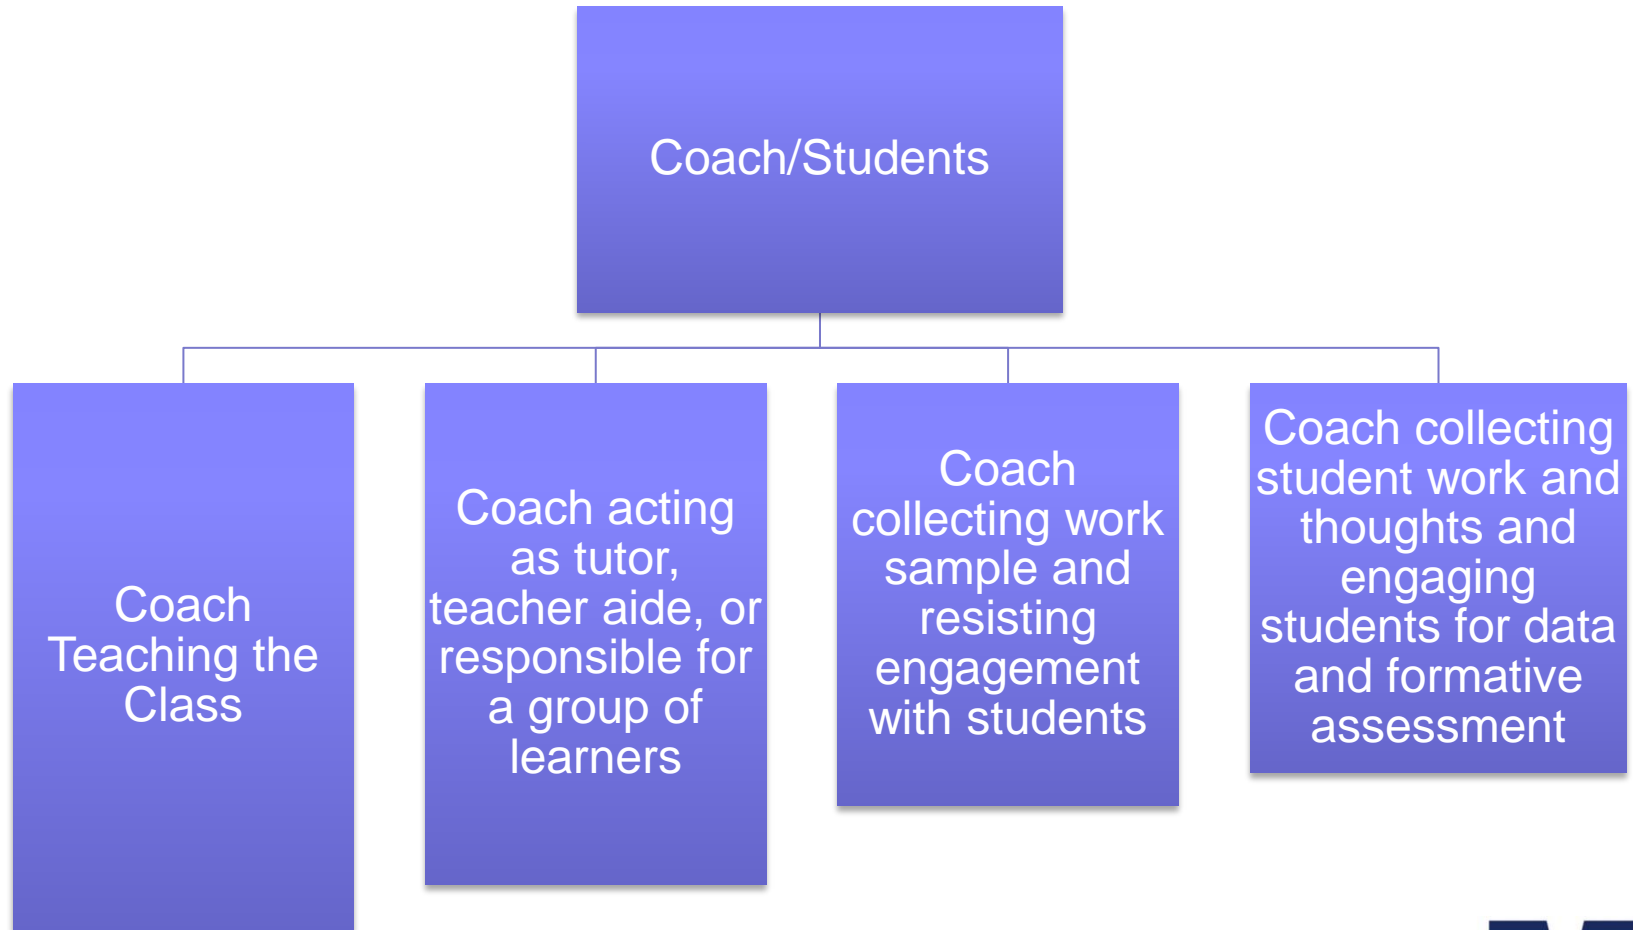 Coach/Students
Coach
Teaching the
Class
Coach acting
as tutor,
teacher aide, or
responsible for
a group of
learners
Coach
collecting work
sample and
resisting
engagement
with students
Coach collecting
student work and
thoughts and
engaging
students for data
and formative
assessment